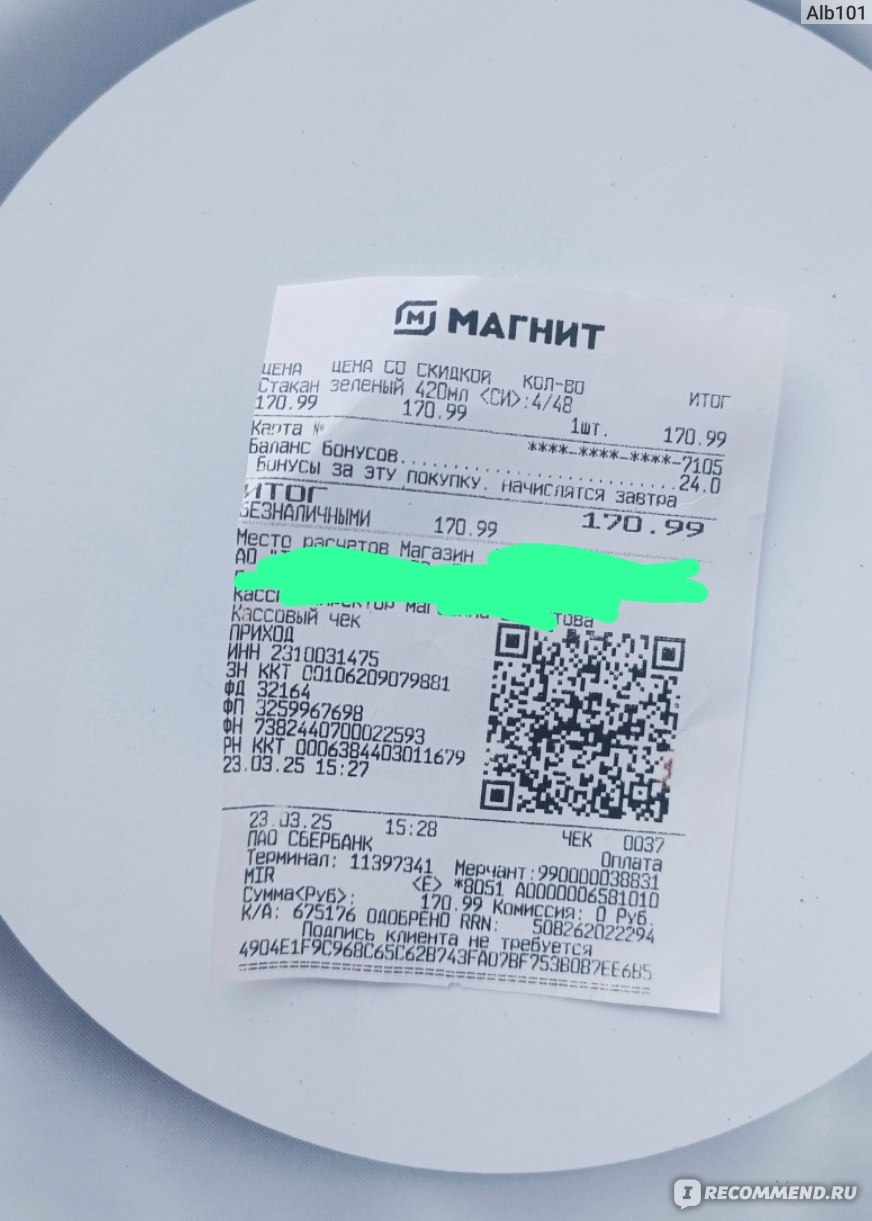 Alb101
МАГНИТ
ЦЕНА ЦЕНА СО СКИДКОЙ КОЛ-ВО ИТОГ
Стакан зеленый 420мл <СИ>:4/48
170.99 170.99 1шт. 170.99
Карта № ****-****-****-7105
Баланс бонусов........................24.0
Бонусы за эту покупку. начислятся завтра
ИТОГ 170.99
БЕЗНАЛИЧНЫМИ 170.99
Место расчетов Магазин
АО
Кассовый чек
ПРИХОД
ИНН 2310031475
ЗН ККТ 00106209079881
ФД 32164
ФП 3259967698
ФН 7382440700022593
РН ККТ 0006384403011679
23.03.25 15:27
23.03.25 15:28 ЧЕК 0037
ПАО СБЕРБАНК Оплата
Терминал: 11397341 Мерчант:990000038831
MIR <E> *8051 A0000006581010
Сумма<Руб>: 170.99 Комиссия: 0 Руб.
К/А: 675176 ОДОБРЕНО RRN: 508262022294
Подпись клиента не требуется
4904E1F9C968C65C62B743FA07BF753B0B7EE6B5
IRECOMMEND.RU